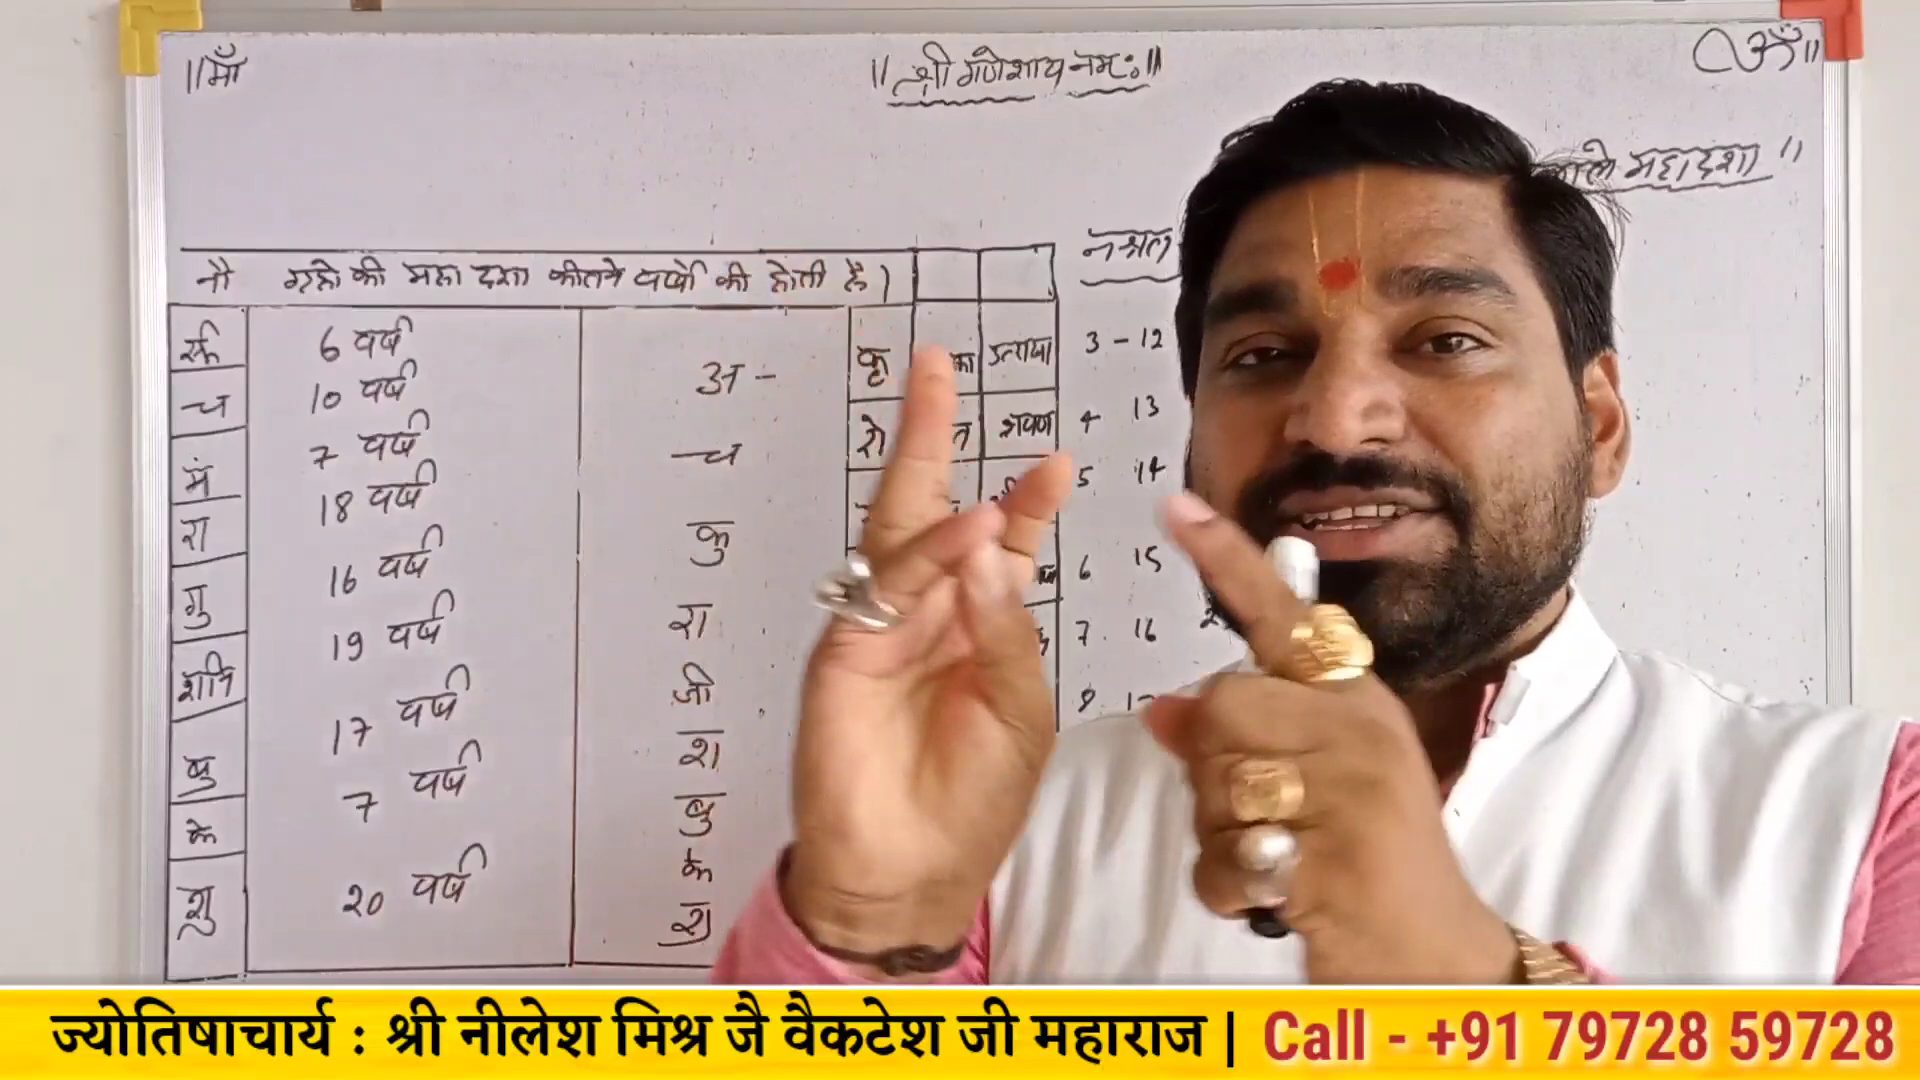 ॥माँ
॥ श्री गणेशाय नमः॥
ॐ॥
महादशा "
नौ ग्रहो की महा दशा कीतने वर्षो की होती है।
नक्षत्र
सू 6 वर्ष
च 10 वर्ष
मं 7 वर्ष
रा 18 वर्ष
गु 16 वर्ष
शनि 19 वर्ष
बु 17 वर्ष
के 7 वर्ष
शु 20 वर्ष
अ -
च
कु
रा
जी
श
बु
के
शु
कृ
रो
श्रवण
3 - 12
4 13
5 14
6 15
7 16
8
ज्योतिषाचार्य : श्री नीलेश मिश्र जै वैकटेश जी महाराज | Call - +91 79728 59728